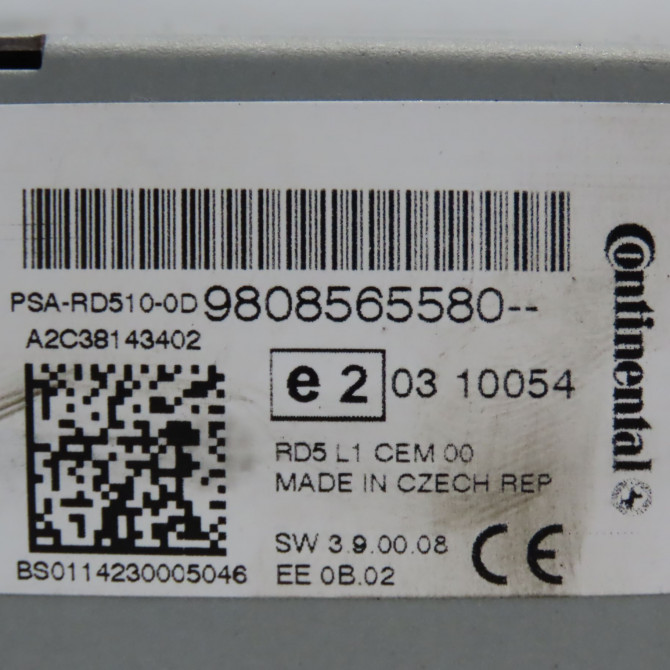 PSA-RD510-0D 9808565580--
A2C38143402
e 2 03 10054
RD5 L1 CEM 00
MADE IN CZECH REP
SW 3.9.00.08
EE 0B.02
BS0114230005046
CE
Continental